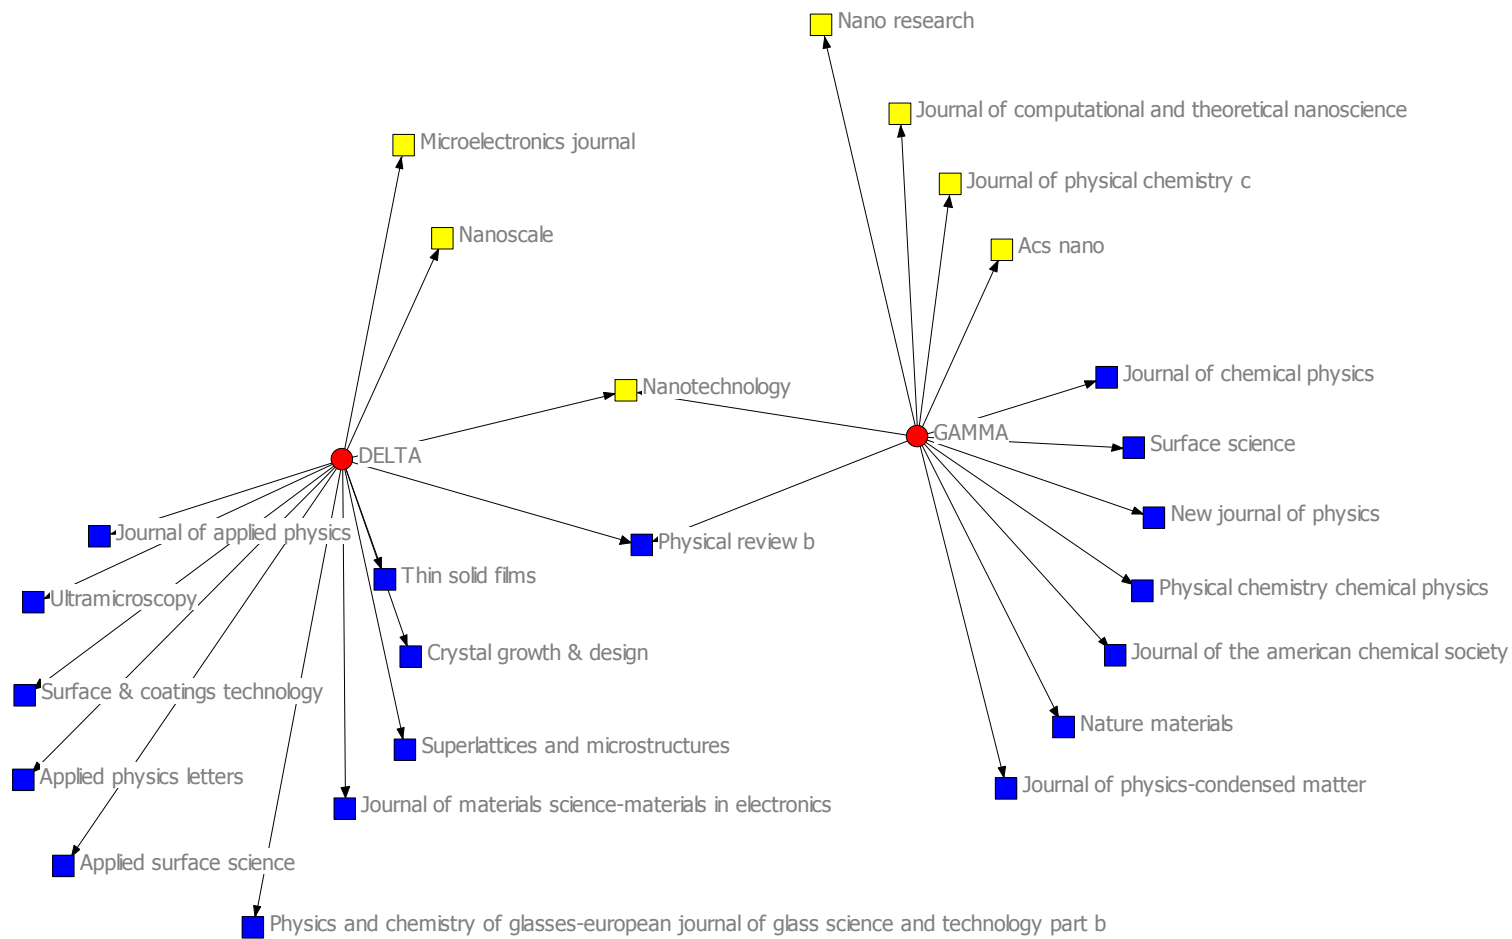 Nano research
Journal of computational and theoretical nanoscience
Microelectronics journal
Journal of physical chemistry c
Nanoscale
Acs nano
Journal of chemical physics
Nanotechnology
GAMMA
Surface science
DELTA
New journal of physics
Journal of applied physics
Physical review b
Thin solid films
Physical chemistry chemical physics
Ultramicroscopy
Crystal growth & design
Journal of the american chemical society
Surface & coatings technology
Nature materials
Superlattices and microstructures
Applied physics letters
Journal of physics-condensed matter
Journal of materials science-materials in electronics
Applied surface science
Physics and chemistry of glasses-european journal of glass science and technology part b